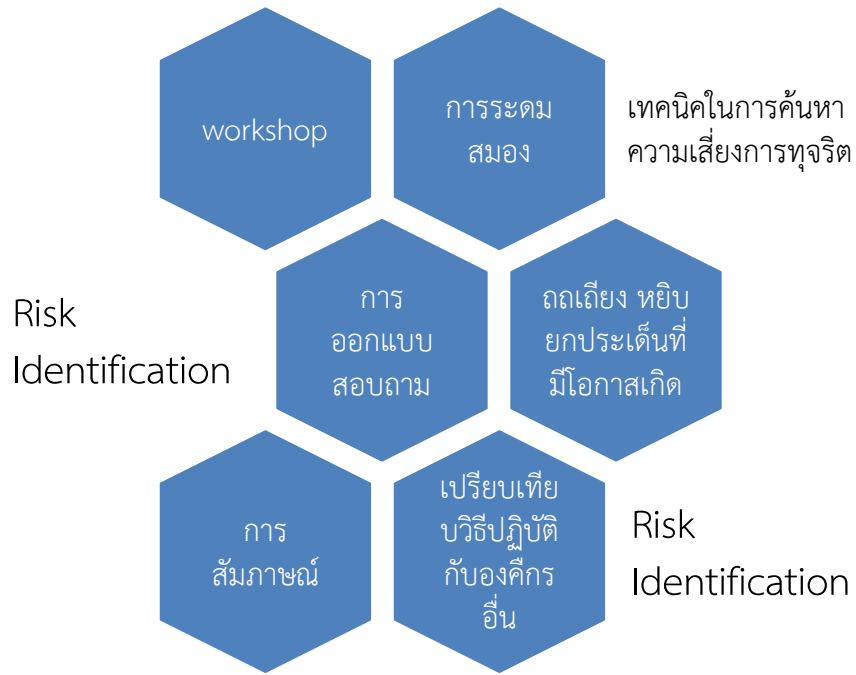 workshop
การระดม
สมอง
เทคนิคในการค้นหา
ความเสี่ยงการทุจริต
Risk
Identification
การ
ออกแบบ
สอบถาม
ถถเถียง หยิบ
ยกประเด็นที่
มีโอกาสเกิด
การ
สัมภาษณ์
เปรียบเทีย
บวิธีปฏิบัติ
กับองค์กร
อื่น
Risk
Identification